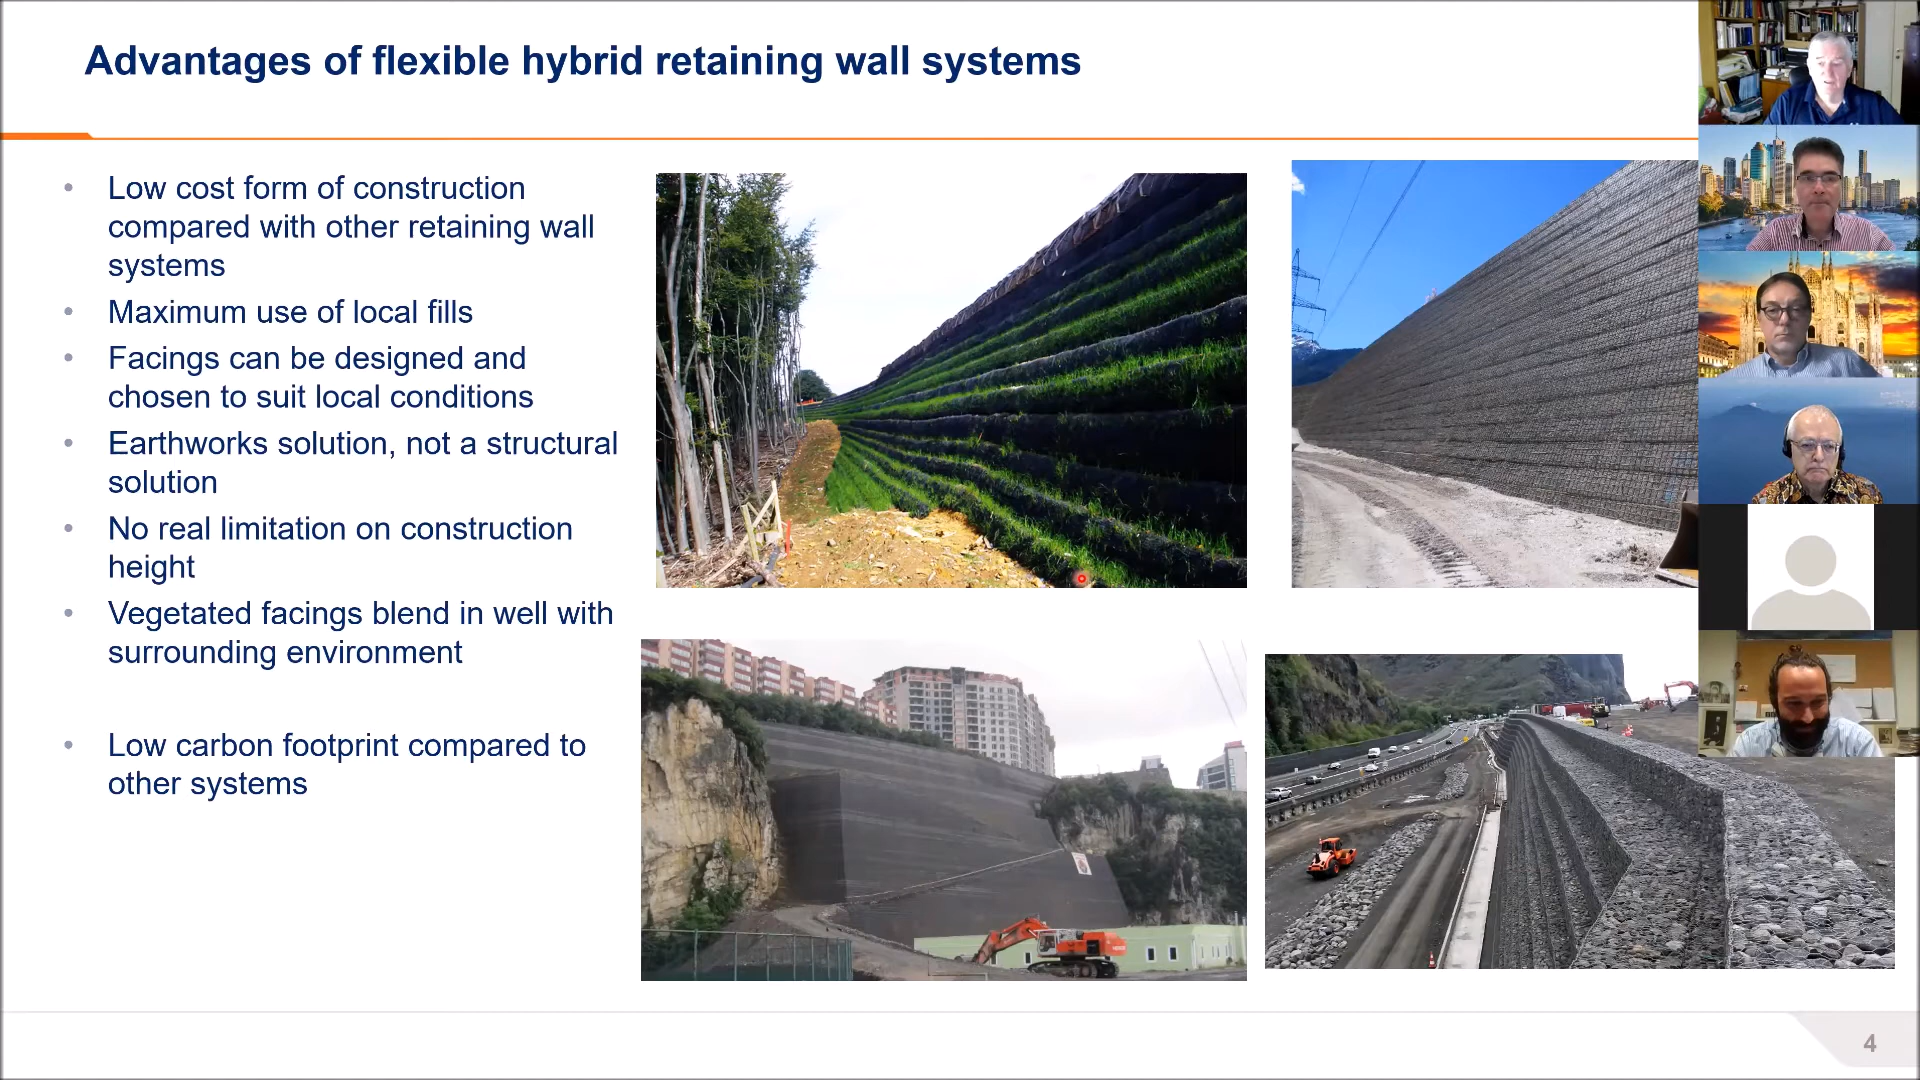 Advantages of flexible hybrid retaining wall systems
• Low cost form of construction
compared with other retaining wall
systems
• Maximum use of local fills
• Facings can be designed and
chosen to suit local conditions
• Earthworks solution, not a structural
solution
• No real limitation on construction
height
• Vegetated facings blend in well with
surrounding environment
• Low carbon footprint compared to
other systems
4